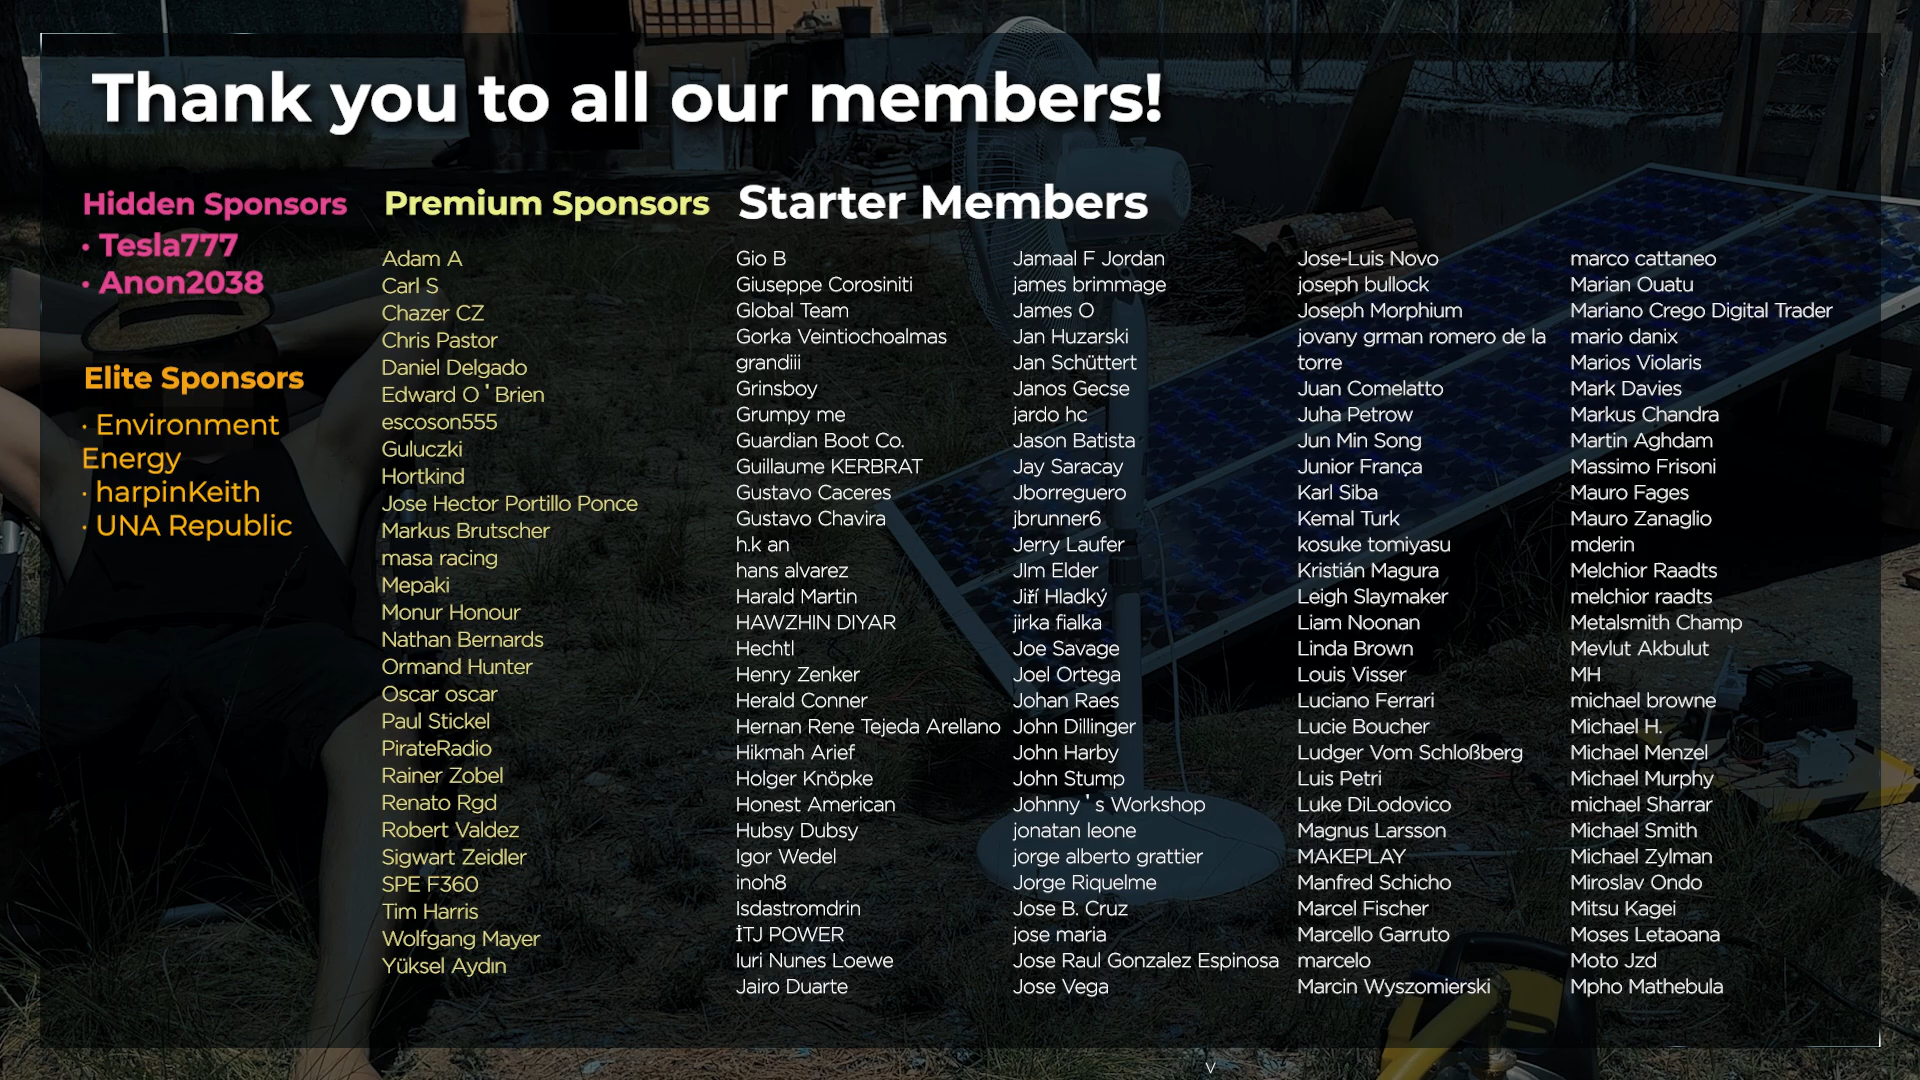 Thank you to all our members!
Hidden Sponsors
• Tesla777
• Anon2038
Elite Sponsors
· Environment
Energy
· harpinKeith
· UNA Republic
Premium Sponsors
Adam A
Carl S
Chazer CZ
Chris Pastor
Daniel Delgado
Edward O ' Brien
escoson555
Guluczki
Hortkind
Jose Hector Portillo Ponce
Markus Brutscher
masa racing
Mepaki
Monur Honour
Nathan Bernards
Ormand Hunter
Oscar oscar
Paul Stickel
PirateRadio
Rainer Zobel
Renato Rgd
Robert Valdez
Sigwart Zeidler
SPE F360
Tim Harris
Wolfgang Mayer
Yüksel Aydın
Starter Members
Gio B
Giuseppe Corosiniti
Global Team
Gorka Veintiochoalmas
grandiii
Grinsboy
Grumpy me
Guardian Boot Co.
Guillaume KERBRAT
Gustavo Caceres
Gustavo Chavira
h.k an
hans alvarez
Harald Martin
HAWZHIN DIYAR
Hechtl
Henry Zenker
Herald Conner
Hernan Rene Tejeda Arellano
Hikmah Arief
Holger Knöpke
Honest American
Hubsy Dubsy
Igor Wedel
inoh8
Isdastromdrin
İTJ POWER
Iuri Nunes Loewe
Jairo Duarte
Jamaal F Jordan
james brimmage
James O
Jan Huzarski
Jan Schüttert
Janos Gecse
jardo hc
Jason Batista
Jay Saracay
Jborreguero
jbrunner6
Jerry Laufer
JIm Elder
Jiří Hladký
jirka fialka
Joe Savage
Joel Ortega
Johan Raes
John Dillinger
John Harby
John Stump
Johnny ' s Workshop
jonatan leone
jorge alberto grattier
Jorge Riquelme
Jose B. Cruz
jose maria
Jose Raul Gonzalez Espinosa
Jose Vega
Jose-Luis Novo
joseph bullock
Joseph Morphium
jovany grman romero de la
torre
Juan Comelatto
Juha Petrow
Jun Min Song
Junior França
Karl Siba
Kemal Turk
kosuke tomiyasu
Kristián Magura
Leigh Slaymaker
Liam Noonan
Linda Brown
Louis Visser
Luciano Ferrari
Lucie Boucher
Ludger Vom Schloßberg
Luis Petri
Luke DiLodovico
Magnus Larsson
MAKEPLAY
Manfred Schicho
Marcel Fischer
Marcello Garruto
marcelo
Marcin Wyszomierski
marco cattaneo
Marian Ouatu
Mariano Crego Digital Trader
mario danix
Marios Violaris
Mark Davies
Markus Chandra
Martin Aghdam
Massimo Frisoni
Mauro Fages
Mauro Zanaglio
mderin
Melchior Raadts
melchior raadts
Metalsmith Champ
Mevlut Akbulut
MH
michael browne
Michael H.
Michael Menzel
Michael Murphy
michael Sharrar
Michael Smith
Michael Zylman
Miroslav Ondo
Mitsu Kagei
Moses Letaoana
Moto Jzd
Mpho Mathebula
V